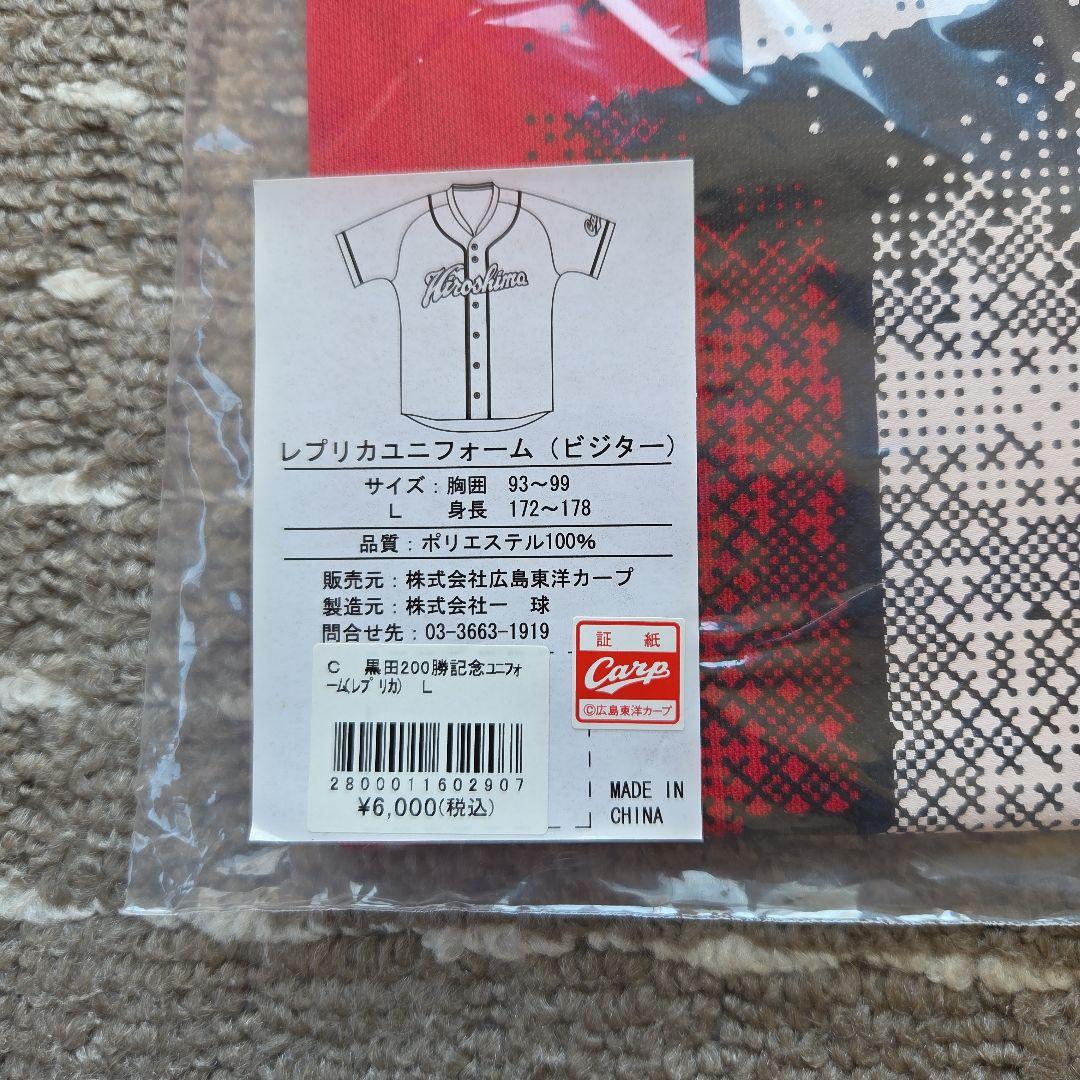 Hiroshima
レプリカユニフォーム（ビジター）
サイズ：胸囲 93～99
L 身長 172～178
品質：ポリエステル100%
販売元：株式会社広島東洋カープ
製造元：株式会社一 球
問合せ先：03-3663-1919
証 紙
Carp
©広島東洋カープ
C 黒田200勝記念ユニフォ
ーム(レプリカ) L
2800011602907
¥6,000(税込)
MADE IN
CHINA